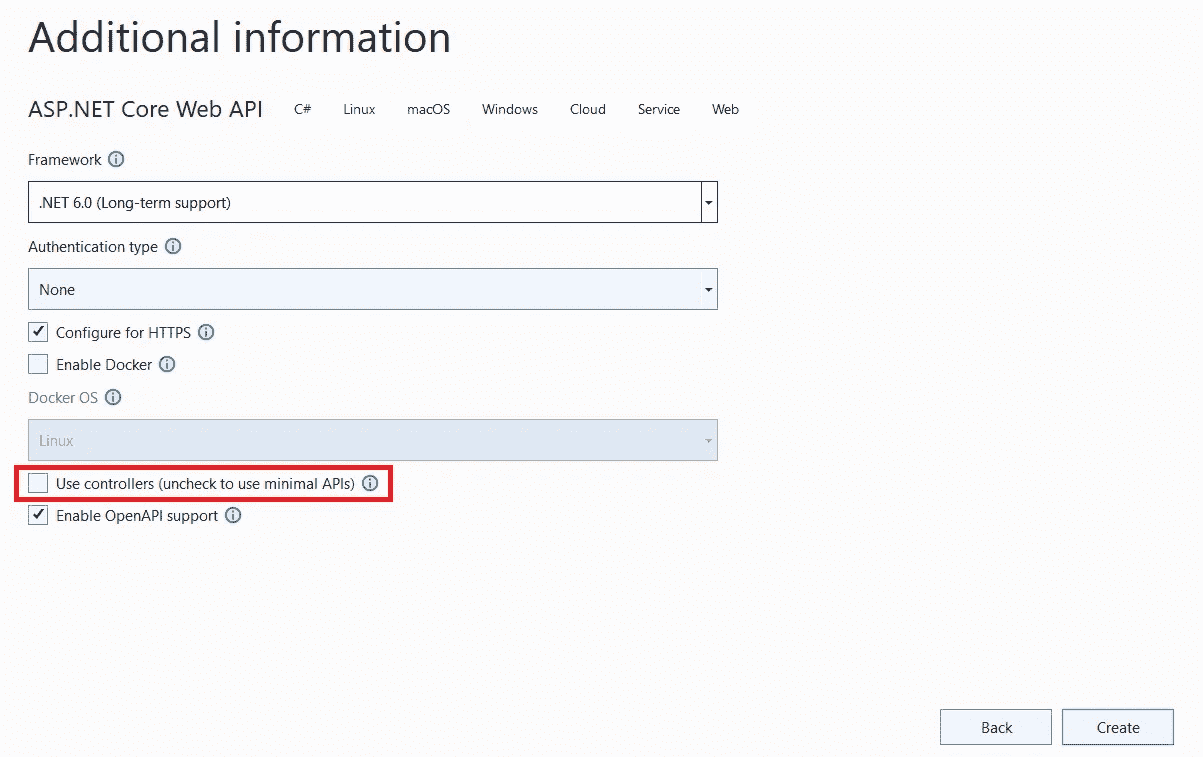 Additional information
ASP.NET Core Web API C# Linux macOS Windows Cloud Service Web
Framework
.NET 6.0 (Long-term support)
Authentication type
None
Configure for HTTPS
Enable Docker
Docker OS
Linux
Use controllers (uncheck to use minimal APIs)
Enable OpenAPI support
Back Create